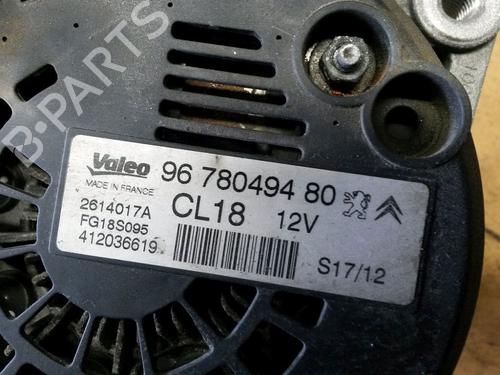 B-PARTS
Valeo
MADE IN FRANCE
96 780494 80
2614017A
CL18 12V
FG18S095
412036619
S17/12